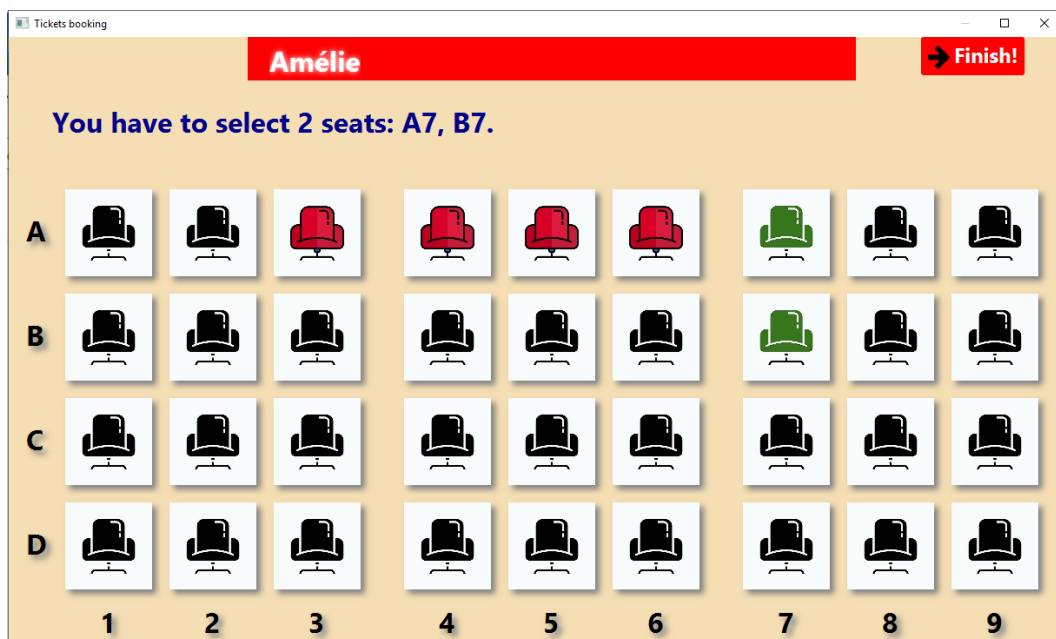 Tickets booking
Amélie
Finish!
You have to select 2 seats: A7, B7.
A
B
C
D
1 2 3 4 5 6 7 8 9